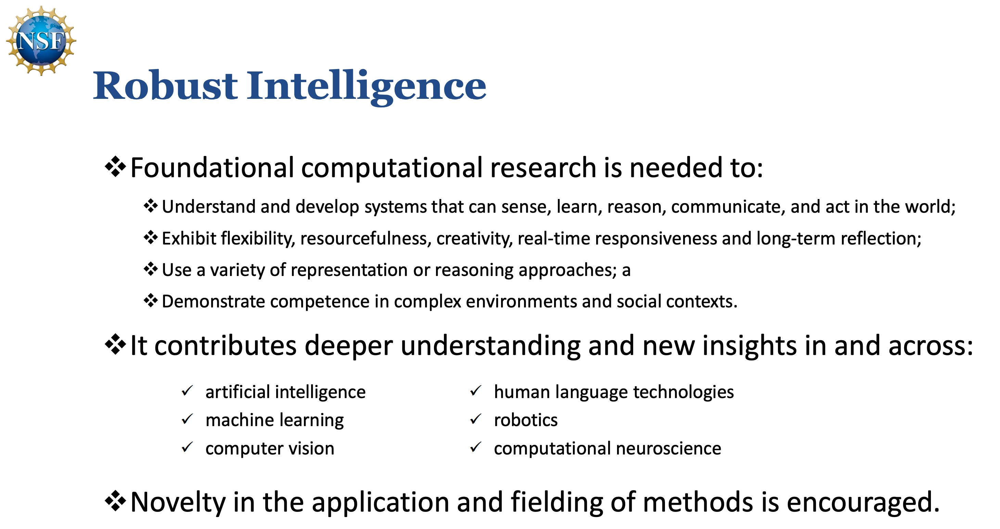 NSF
Robust Intelligence
❖Foundational computational research is needed to:
❖Understand and develop systems that can sense, learn, reason, communicate, and act in the world;
❖Exhibit flexibility, resourcefulness, creativity, real-time responsiveness and long-term reflection;
❖Use a variety of representation or reasoning approaches; a
❖Demonstrate competence in complex environments and social contexts.
❖It contributes deeper understanding and new insights in and across:
✓ artificial intelligence
✓ machine learning
✓ computer vision
✓ human language technologies
✓ robotics
✓ computational neuroscience
❖Novelty in the application and fielding of methods is encouraged.